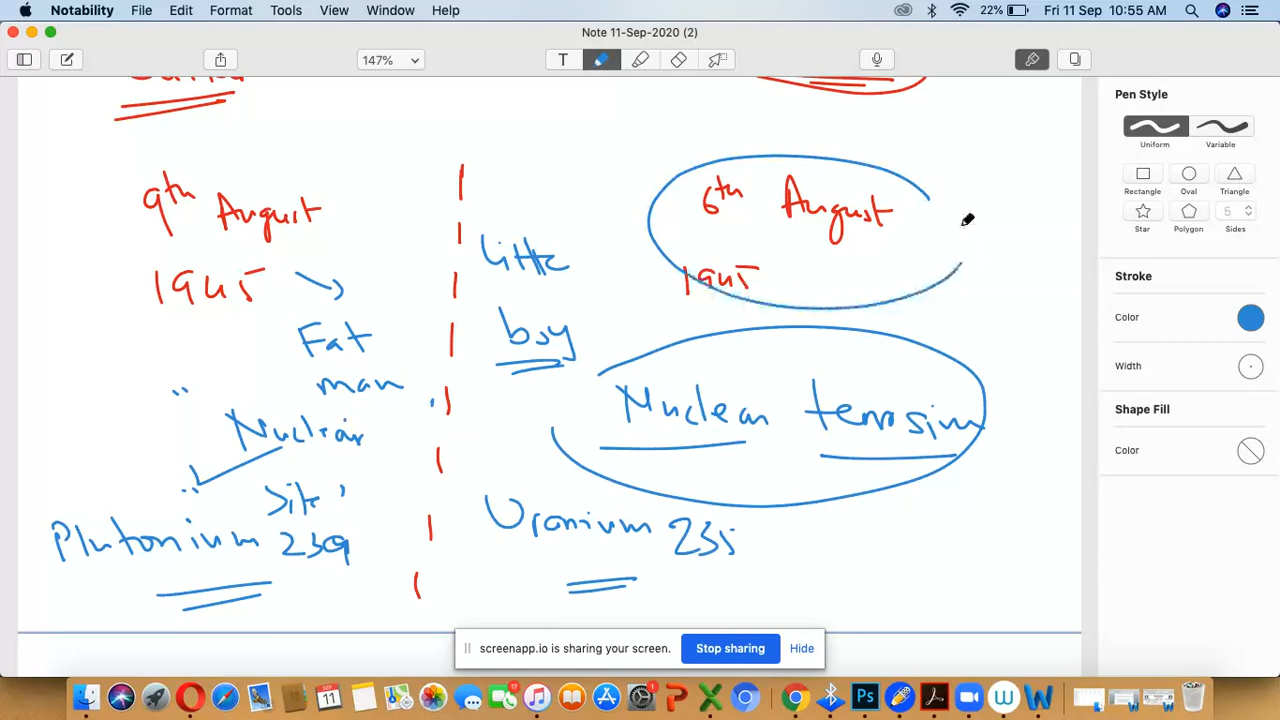 Notability File Edit Format Tools View Window Help 22% Fri 11 Sep 10:55 AM
Note 11-Sep-2020 (2)
147% T
Pen Style
Uniform Variable
Rectangle Oval Triangle
5
Star Polygon Sides
Stroke
Color
Width
Shape Fill
Color
9th August
1945
Fat
man
Nuclear
Site
Plutonium 239
little
boy
6th August
1945
Nuclear terrosim
Uranium 235
screenapp.io is sharing your screen. Stop sharing Hide